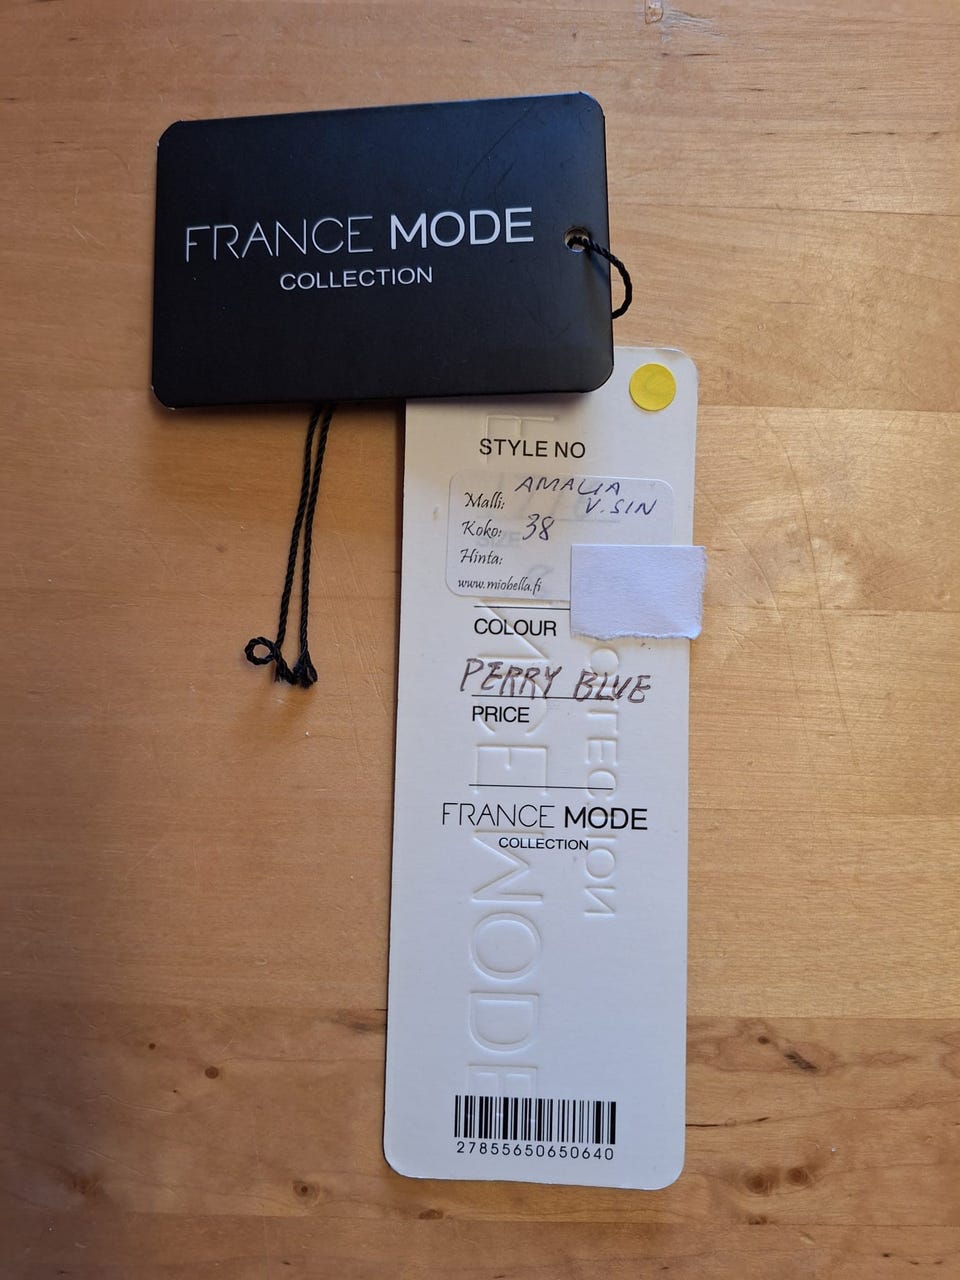 FRANCE MODE
COLLECTION
STYLE NO
Malli: AMALIA
V. SIN
Koko: 38
Hinta:
www.miobella.fi
COLOUR
PERRY BLUE
PRICE
FRANCE MODE
COLLECTION
27855650650640